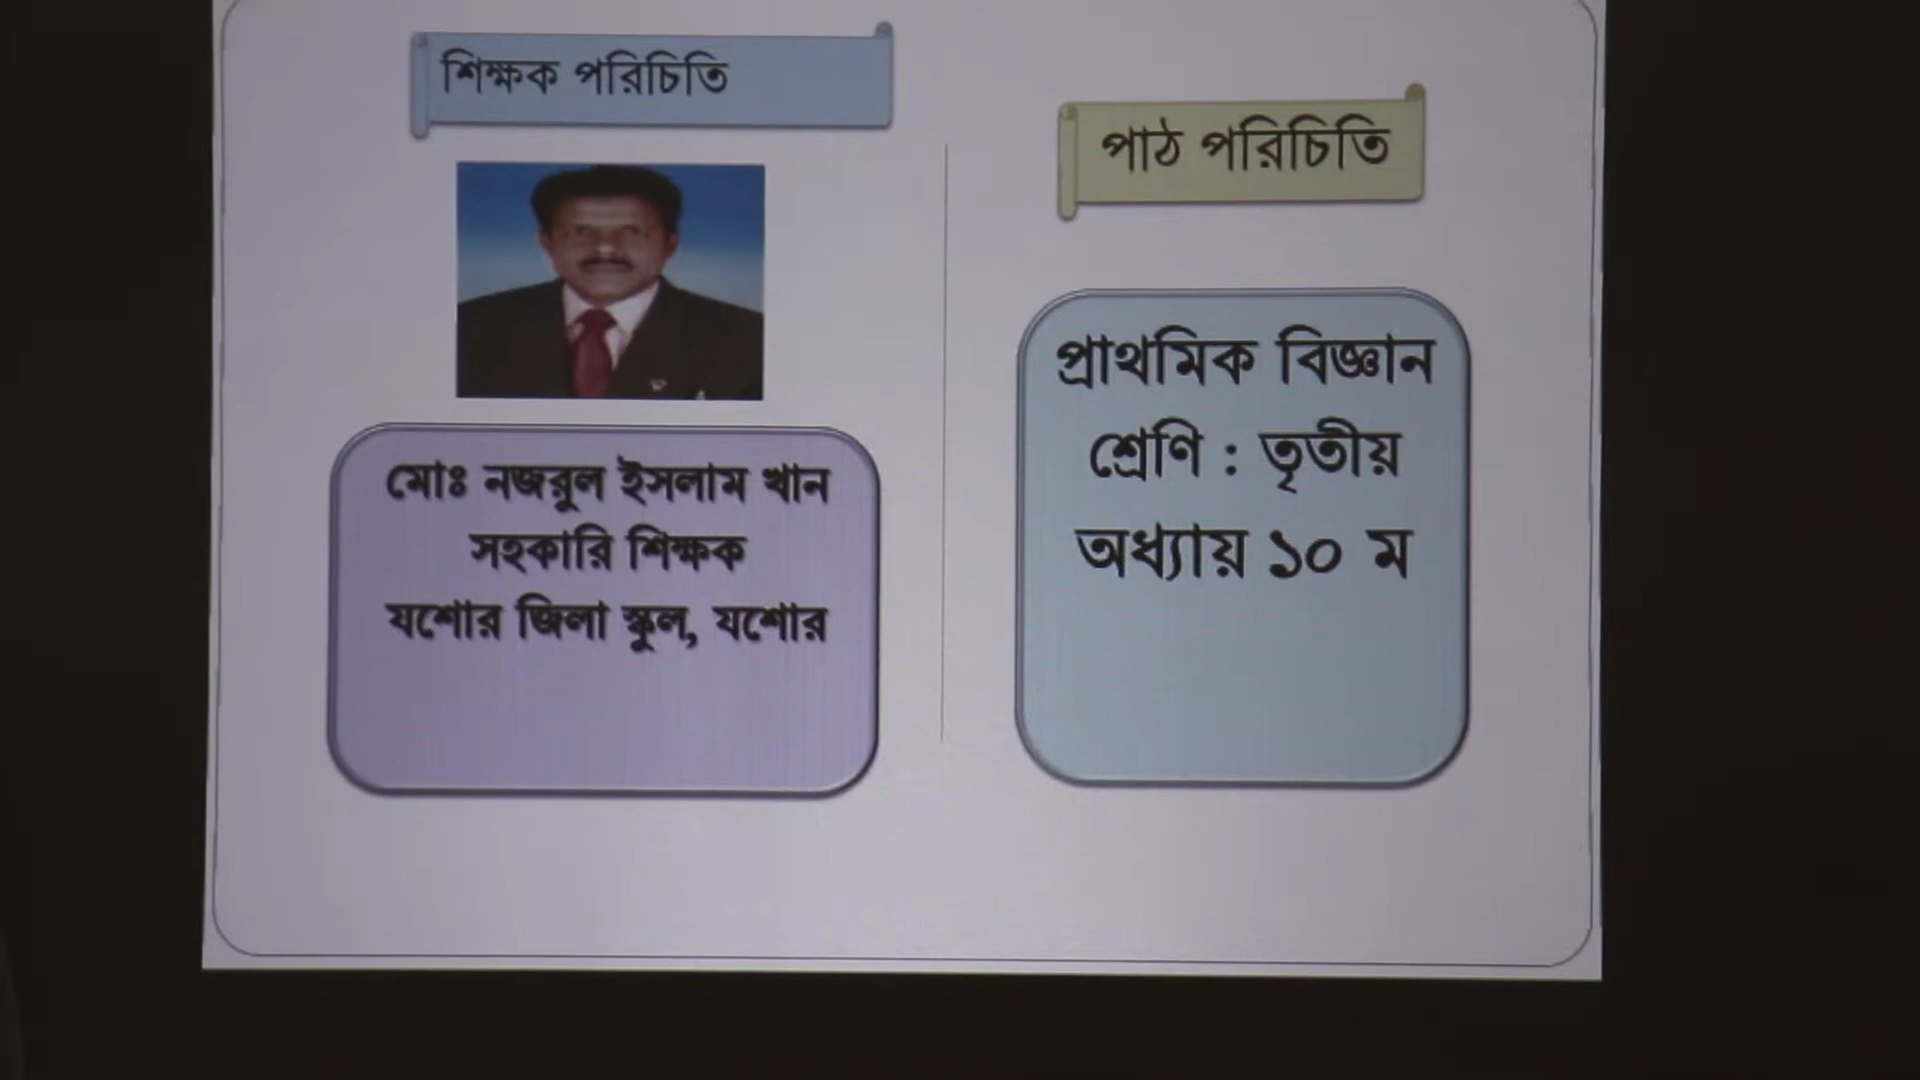 শিক্ষক পরিচিতি
মোঃ নজরুল ইসলাম খান
সহকারি শিক্ষক
যশোর জিলা স্কুল, যশোর
পাঠ পরিচিতি
প্রাথমিক বিজ্ঞান
শ্রেণি : তৃতীয়
অধ্যায় ১০ ম